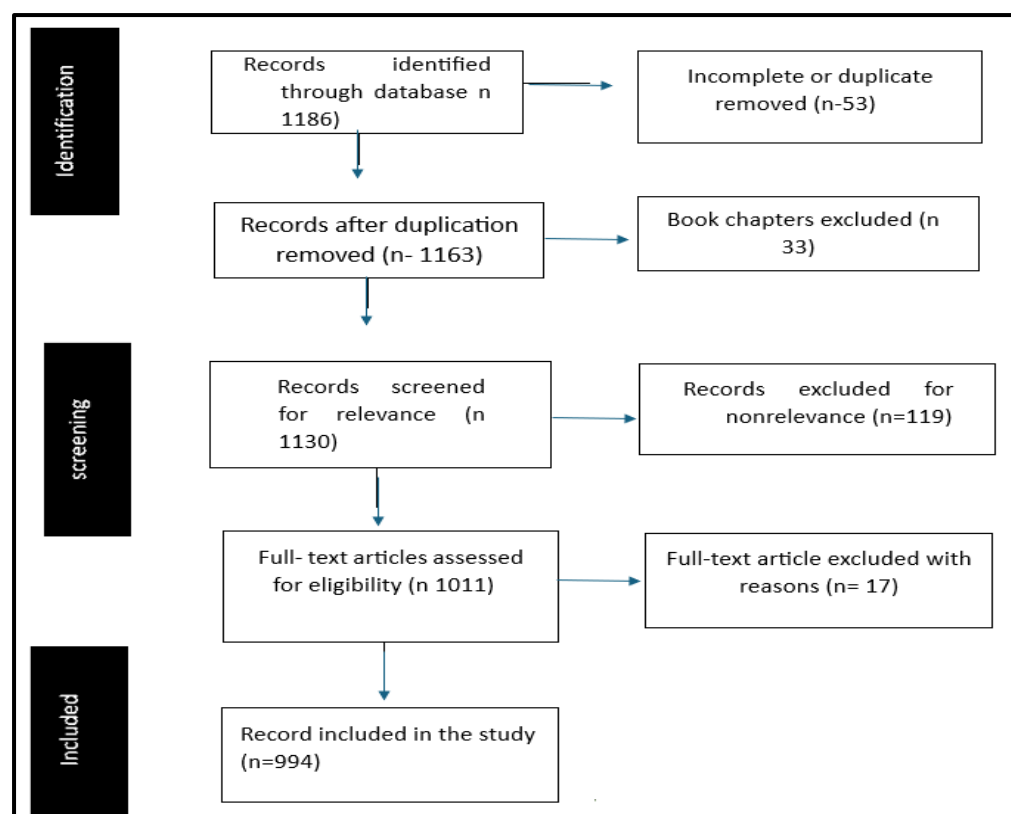 Identification
Records identified
through database n
1186)
Incomplete or duplicate
removed (n-53)
Records after duplication
removed (n- 1163)
Book chapters excluded (n
33)
screening
Records screened
for relevance (n
1130)
Records excluded for
nonrelevance (n=119)
Full- text articles assessed
for eligibility (n 1011)
Full-text article excluded with
reasons (n= 17)
Included
Record included in the study
(n=994)